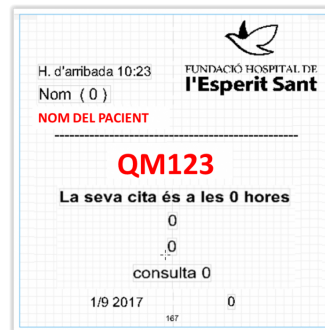 FUNDACIÓ HOSPITAL DE
l'Esperit Sant
H. d'arribada 10:23
Nom ( 0 )
NOM DEL PACIENT
QM123
La seva cita és a les 0 hores
0
0
consulta 0
1/9 2017 0
167